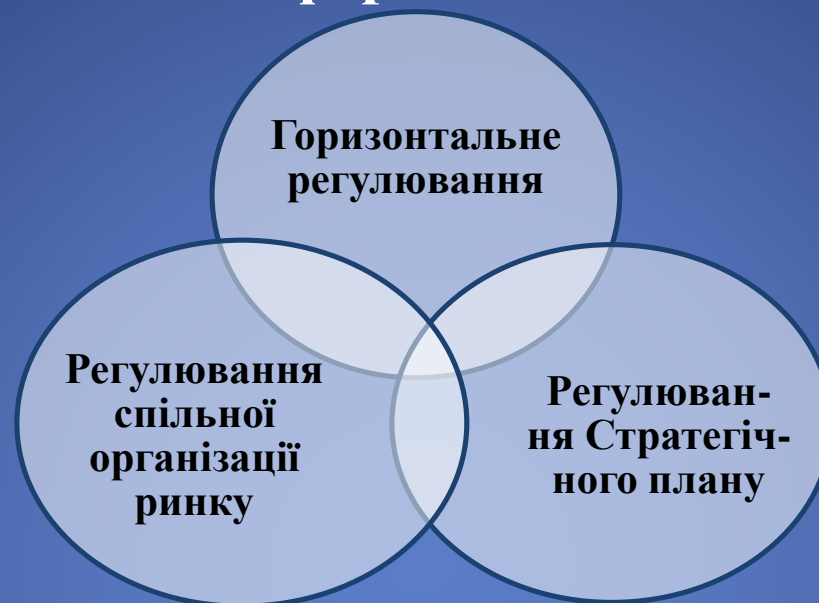 Горизонтальне
регулювання
Регулювання
спільної
організації
ринку
Регулюван-
ня Стратегіч-
ного плану